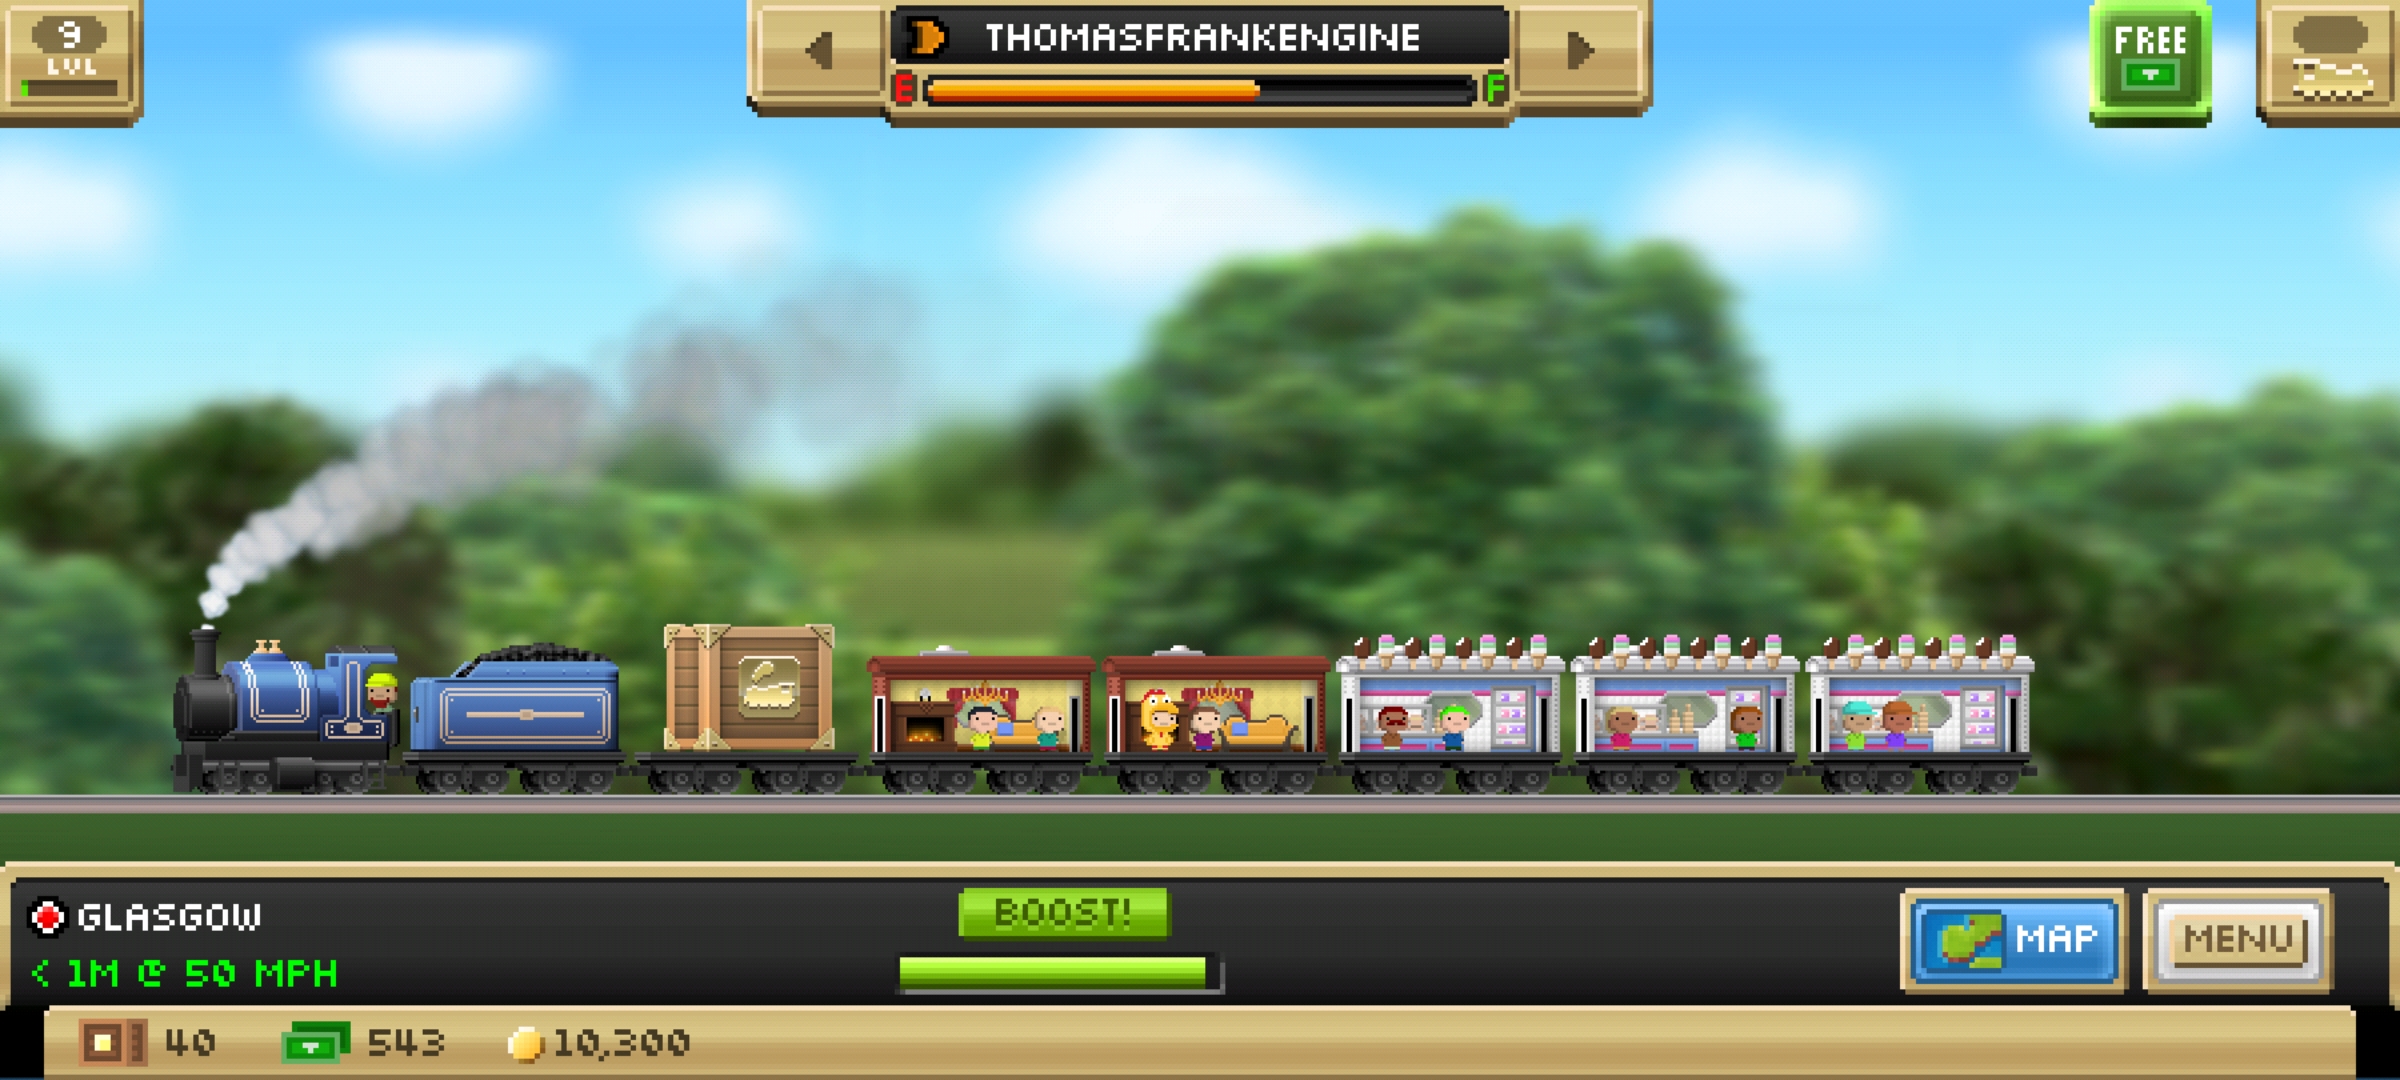 9
LVL
THOMASFRANKENGINE
E F
FREE
GLASGOW
< 1M @ 50 MPH
BOOST!
MAP
MENU
40
543
10,300